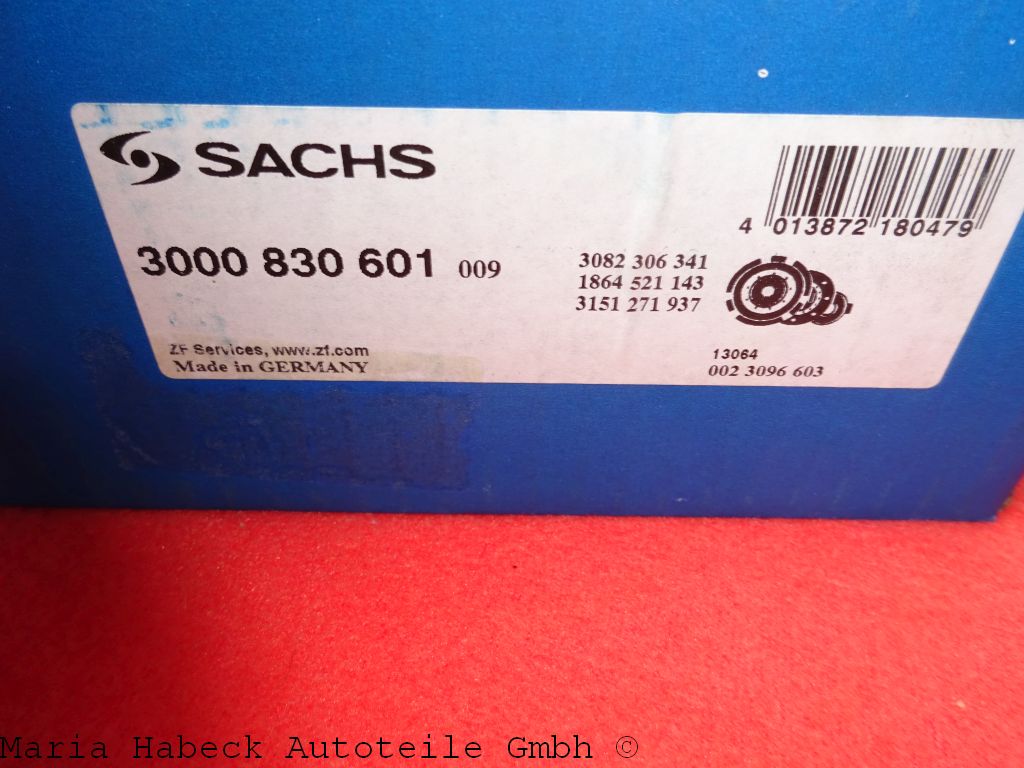 SACHS
4 013872 180479
3000 830 601 009
3082 306 341
1864 521 143
3151 271 937
ZF Services, www.zf.com
Made in GERMANY
13064
002 3096 603
Maria Habeck Autoteile Gmbh ©